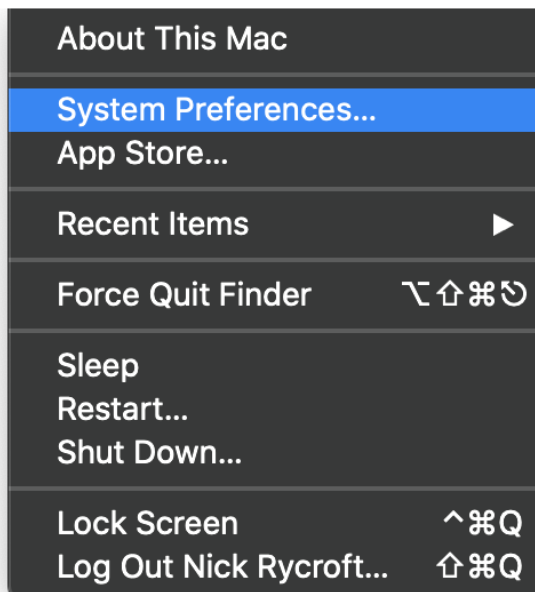 About This Mac
System Preferences...
App Store...
Recent Items ▶
Force Quit Finder ⌥⇧⌘⎋
Sleep
Restart...
Shut Down...
Lock Screen ^⌘Q
Log Out Nick Rycroft... ⇧⌘Q